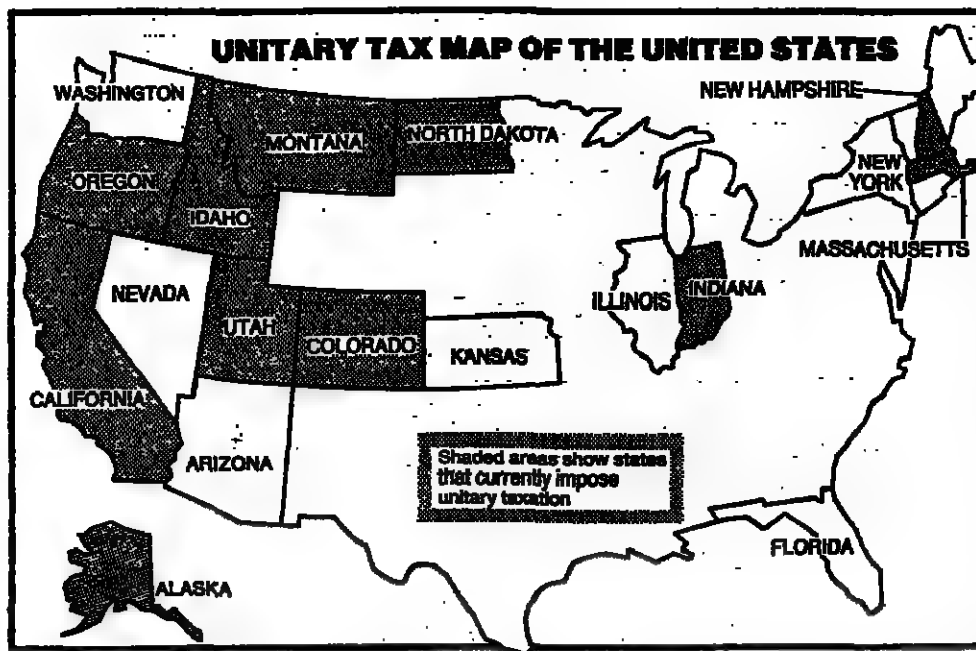 UNITARY TAX MAP OF THE UNITED STATES
WASHINGTON
NEW HAMPSHIRE
MONTANA
NORTH DAKOTA
OREGON
NEW
YORK
IDAHO
MASSACHUSETTS
NEVADA
ILLINOIS
INDIANA
UTAH
COLORADO
KANSAS
CALIFORNIA
ARIZONA
Shaded areas show states
that currently impose
unitary taxation
FLORIDA
ALASKA